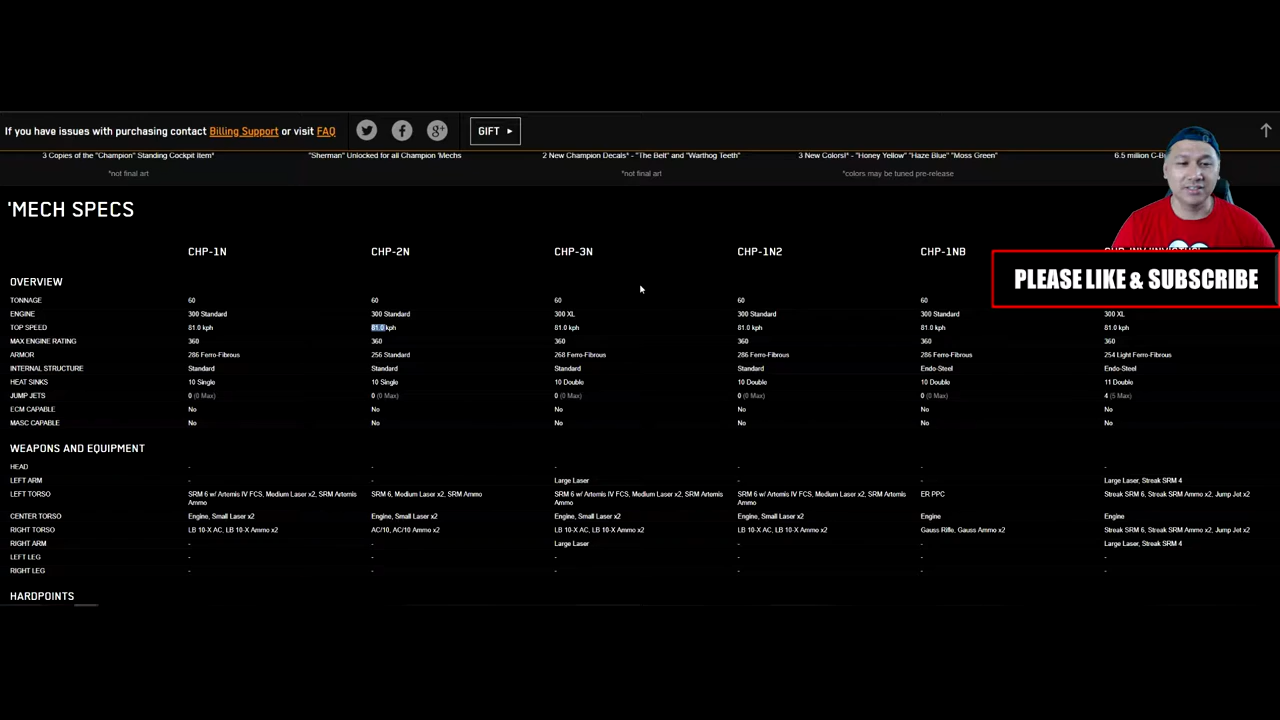 If you have issues with purchasing contact Billing Support or visit FAQ GIFT
3 Copies of the "Champion" Standing Cockpit Item* "Sherman" Unlocked for all Champion 'Mechs 2 New Champion Decals* - "The Belt" and "Warthog Teeth" 3 New Colors!* - "Honey Yellow" "Haze Blue" "Moss Green" 6.5 million C-B
*not final art *not final art *colors may be tuned pre-release
'MECH SPECS
CHP-1N CHP-2N CHP-3N CHP-1N2 CHP-1NB
PLEASE LIKE & SUBSCRIBE
OVERVIEW
TONNAGE 60 60 60 60 60
ENGINE 300 Standard 300 Standard 300 XL 300 Standard 300 Standard 300 XL
TOP SPEED 81.0 kph 81.0 kph 81.0 kph 81.0 kph 81.0 kph 81.0 kph
MAX ENGINE RATING 360 360 360 360 360 360
ARMOR 286 Ferro-Fibrous 256 Standard 268 Ferro-Fibrous 286 Ferro-Fibrous 286 Ferro-Fibrous 254 Light Ferro-Fibrous
INTERNAL STRUCTURE Standard Standard Standard Standard Endo-Steel Endo-Steel
HEAT SINKS 10 Single 10 Single 10 Double 10 Double 10 Double 11 Double
JUMP JETS 0 (0 Max) 0 (0 Max) 0 (0 Max) 0 (0 Max) 0 (0 Max) 4 (5 Max)
ECM CAPABLE No No No No No No
MASC CAPABLE No No No No No No
WEAPONS AND EQUIPMENT
HEAD - - - - - -
LEFT ARM - - Large Laser - - Large Laser, Streak SRM 4
LEFT TORSO SRM 6 w/ Artemis IV FCS, Medium Laser x2, SRM Artemis SRM 6, Medium Laser x2, SRM Ammo SRM 6 w/ Artemis IV FCS, Medium Laser x2, SRM Artemis SRM 6 w/ Artemis IV FCS, Medium Laser x2, SRM Artemis ER PPC Streak SRM 6, Streak SRM Ammo x2, Jump Jet x2
Ammo Ammo Ammo
CENTER TORSO Engine, Small Laser x2 Engine, Small Laser x2 Engine, Small Laser x2 Engine, Small Laser x2 Engine Engine
RIGHT TORSO LB 10-X AC, LB 10-X Ammo x2 AC/10, AC/10 Ammo x2 LB 10-X AC, LB 10-X Ammo x2 LB 10-X AC, LB 10-X Ammo x2 Gauss Rifle, Gauss Ammo x2 Streak SRM 6, Streak SRM Ammo x2, Jump Jet x2
RIGHT ARM - - Large Laser - - Large Laser, Streak SRM 4
LEFT LEG - - - - - -
RIGHT LEG - - - - - -
HARDPOINTS